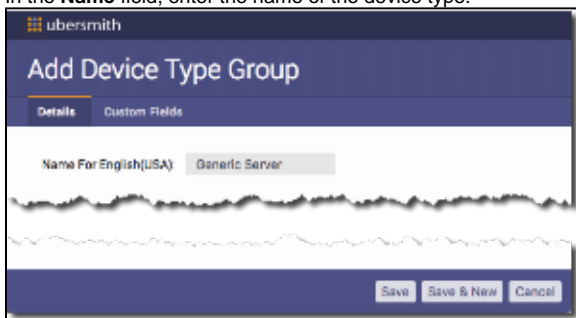 In the Name field, enter the name of the device type.
ubersmith
Add Device Type Group
Details Custom Fields
Name For English(USA): Generic Server
Save Save & New Cancel